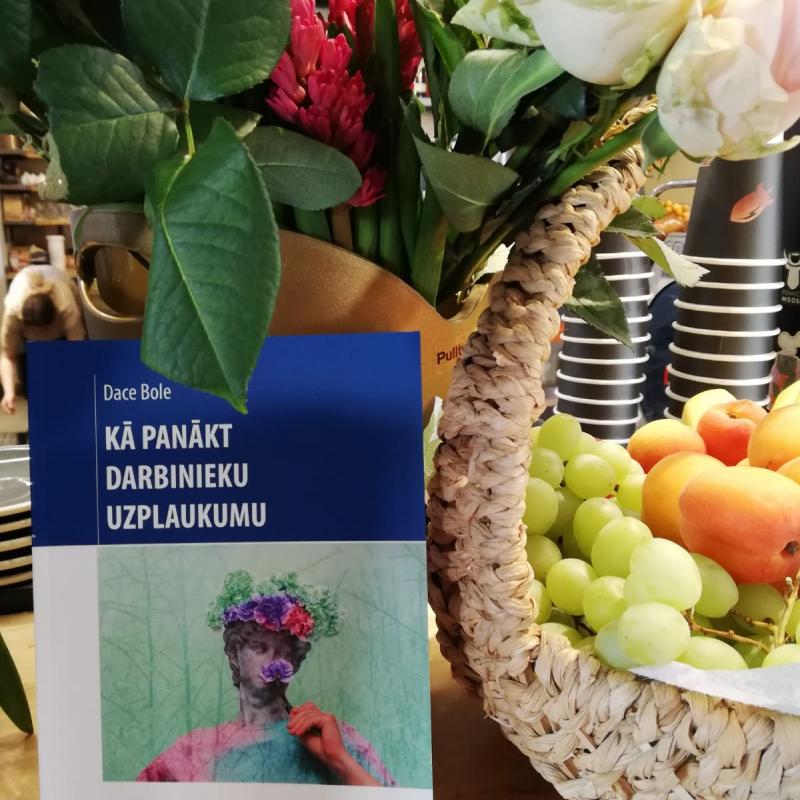 Dace Bole
KĀ PANĀKT
DARBINIEKU
UZPLAUKUMU